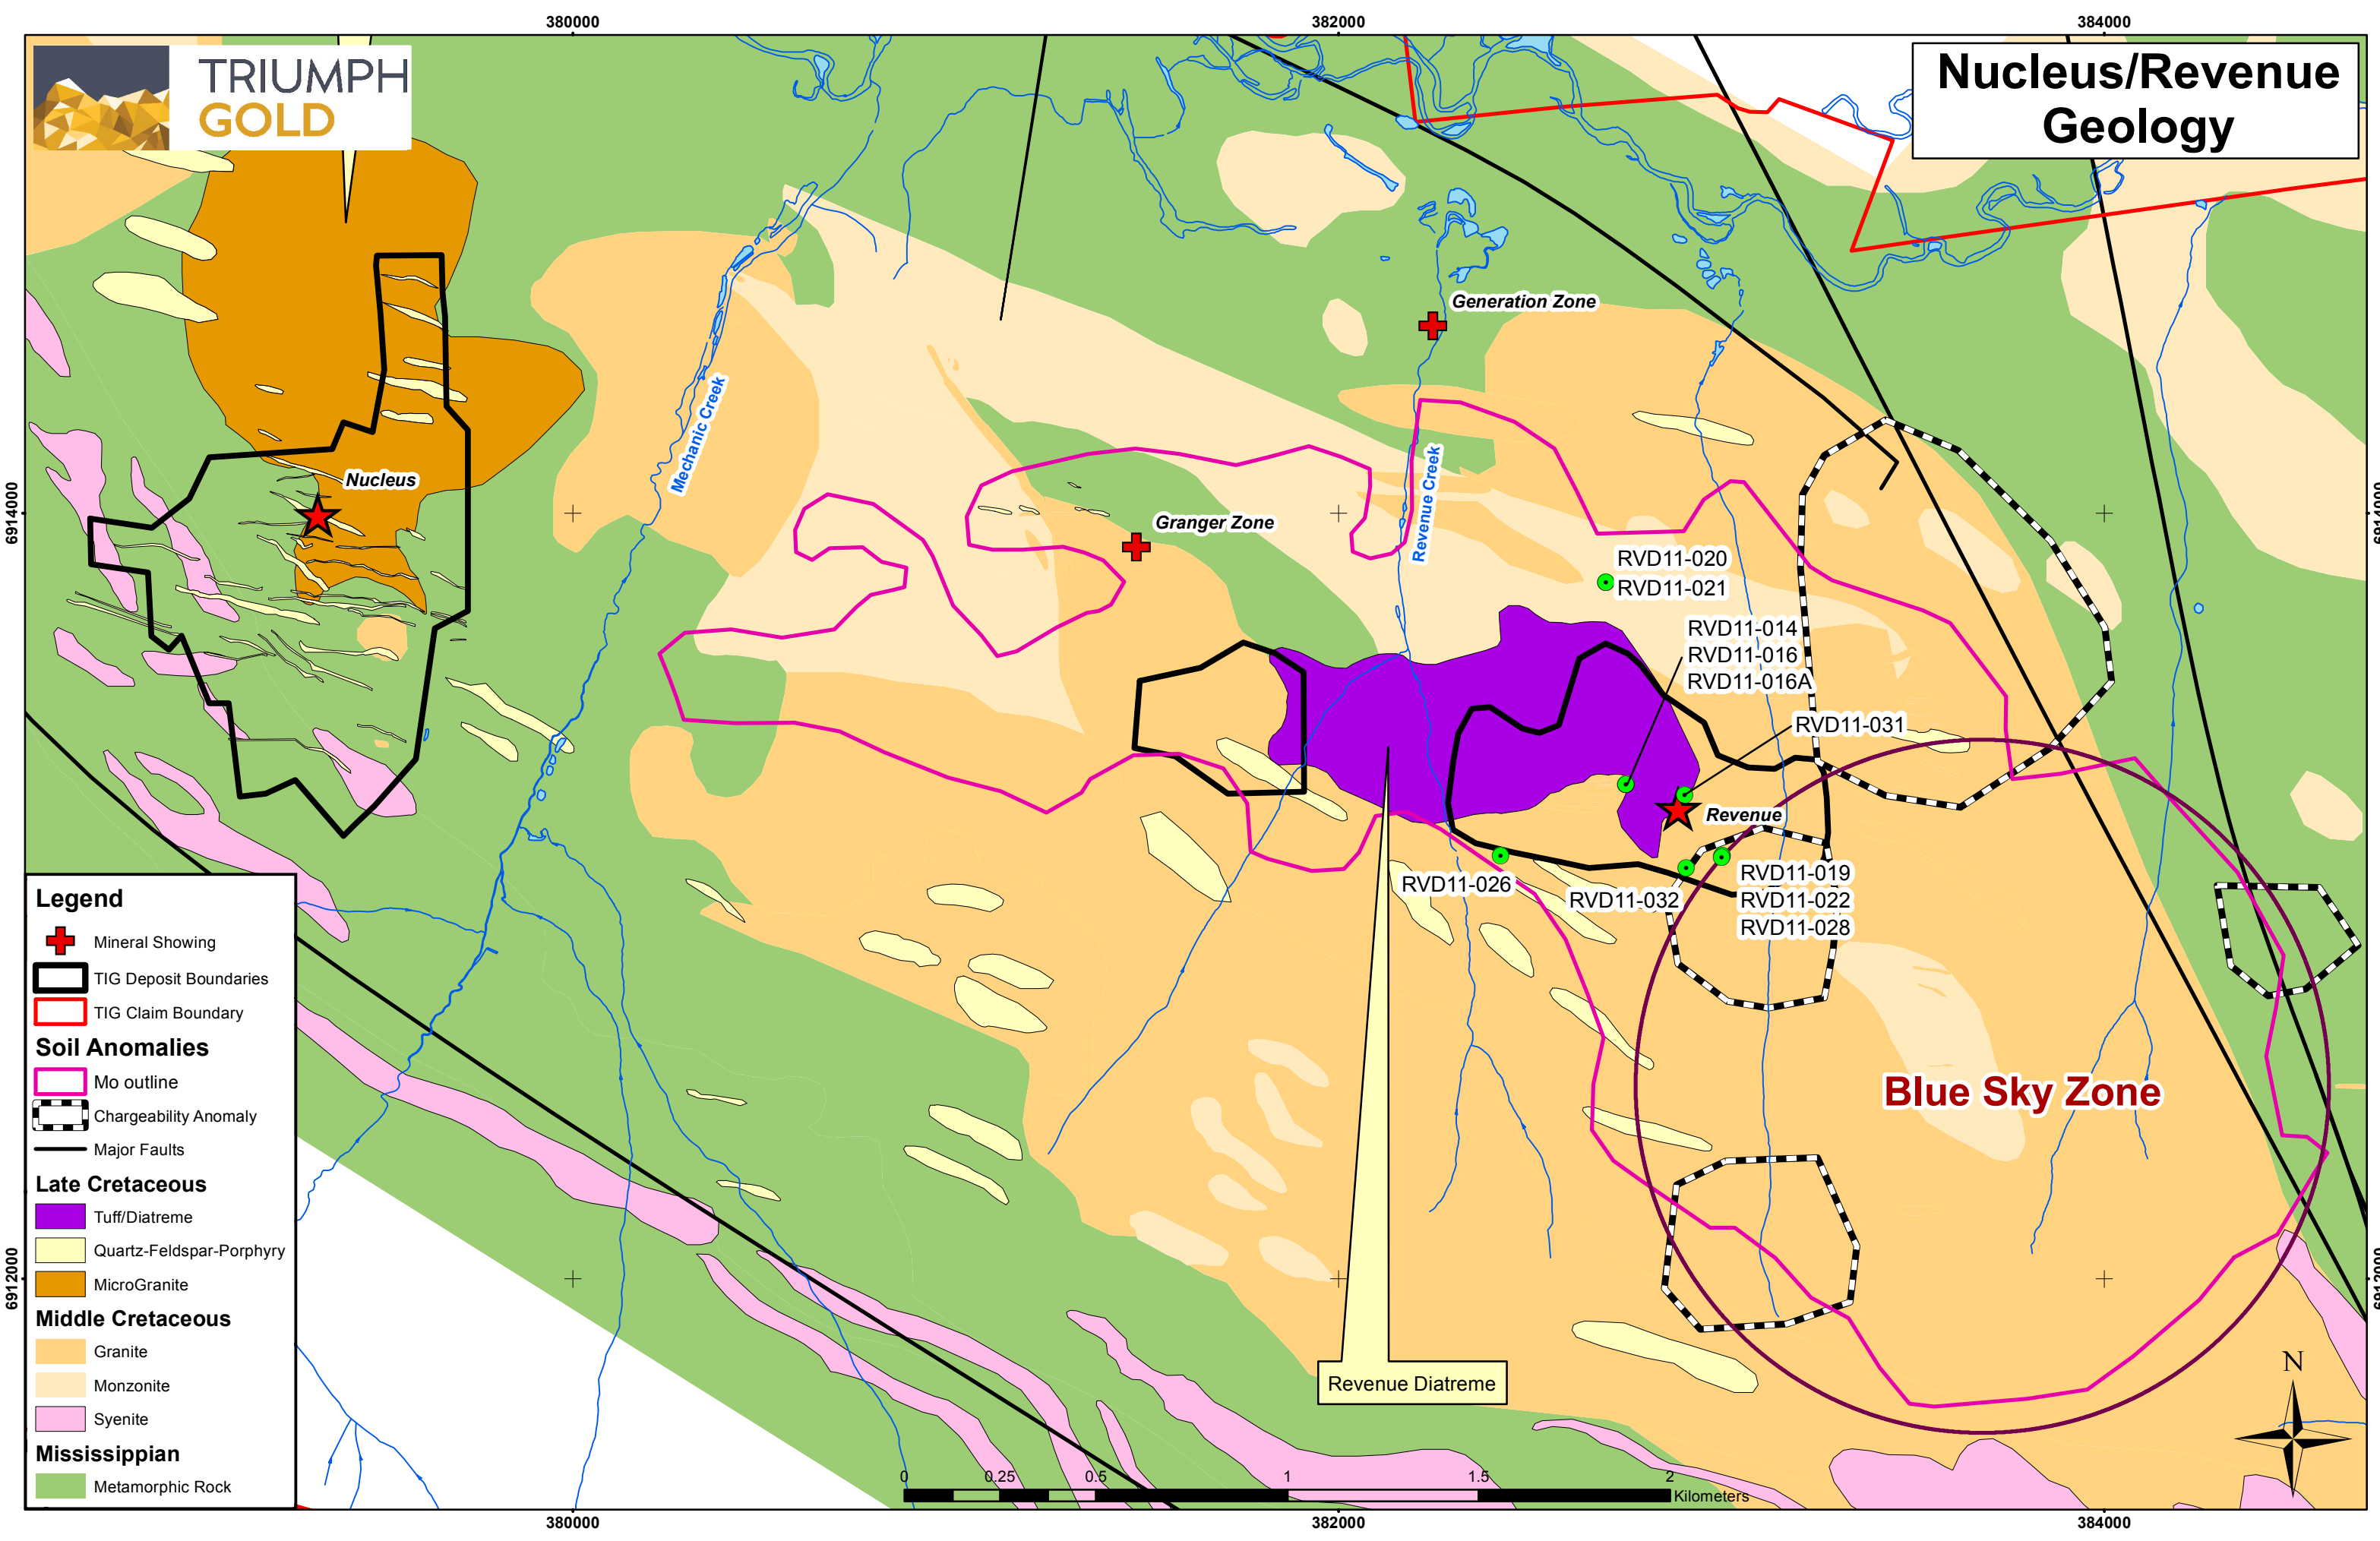 380000
382000
384000
TRIUMPH
GOLD
Nucleus/Revenue
Geology
Generation Zone
Mechanic Creek
Revenue Creek
Nucleus
Granger Zone
6914000
6914000
RVD11-020
RVD11-021
RVD11-014
RVD11-016
RVD11-016A
RVD11-031
Revenue
RVD11-026
RVD11-032
RVD11-019
RVD11-022
RVD11-028
Blue Sky Zone
Legend
Mineral Showing
TIG Deposit Boundaries
TIG Claim Boundary
Soil Anomalies
Mo outline
Chargeability Anomaly
Major Faults
Late Cretaceous
Tuff/Diatreme
Quartz-Feldspar-Porphyry
MicroGranite
Middle Cretaceous
Granite
Monzonite
Syenite
Mississippian
Metamorphic Rock
6912000
6912000
Revenue Diatreme
N
0 0.25 0.5 1 1.5 2
Kilometers
380000
382000
384000